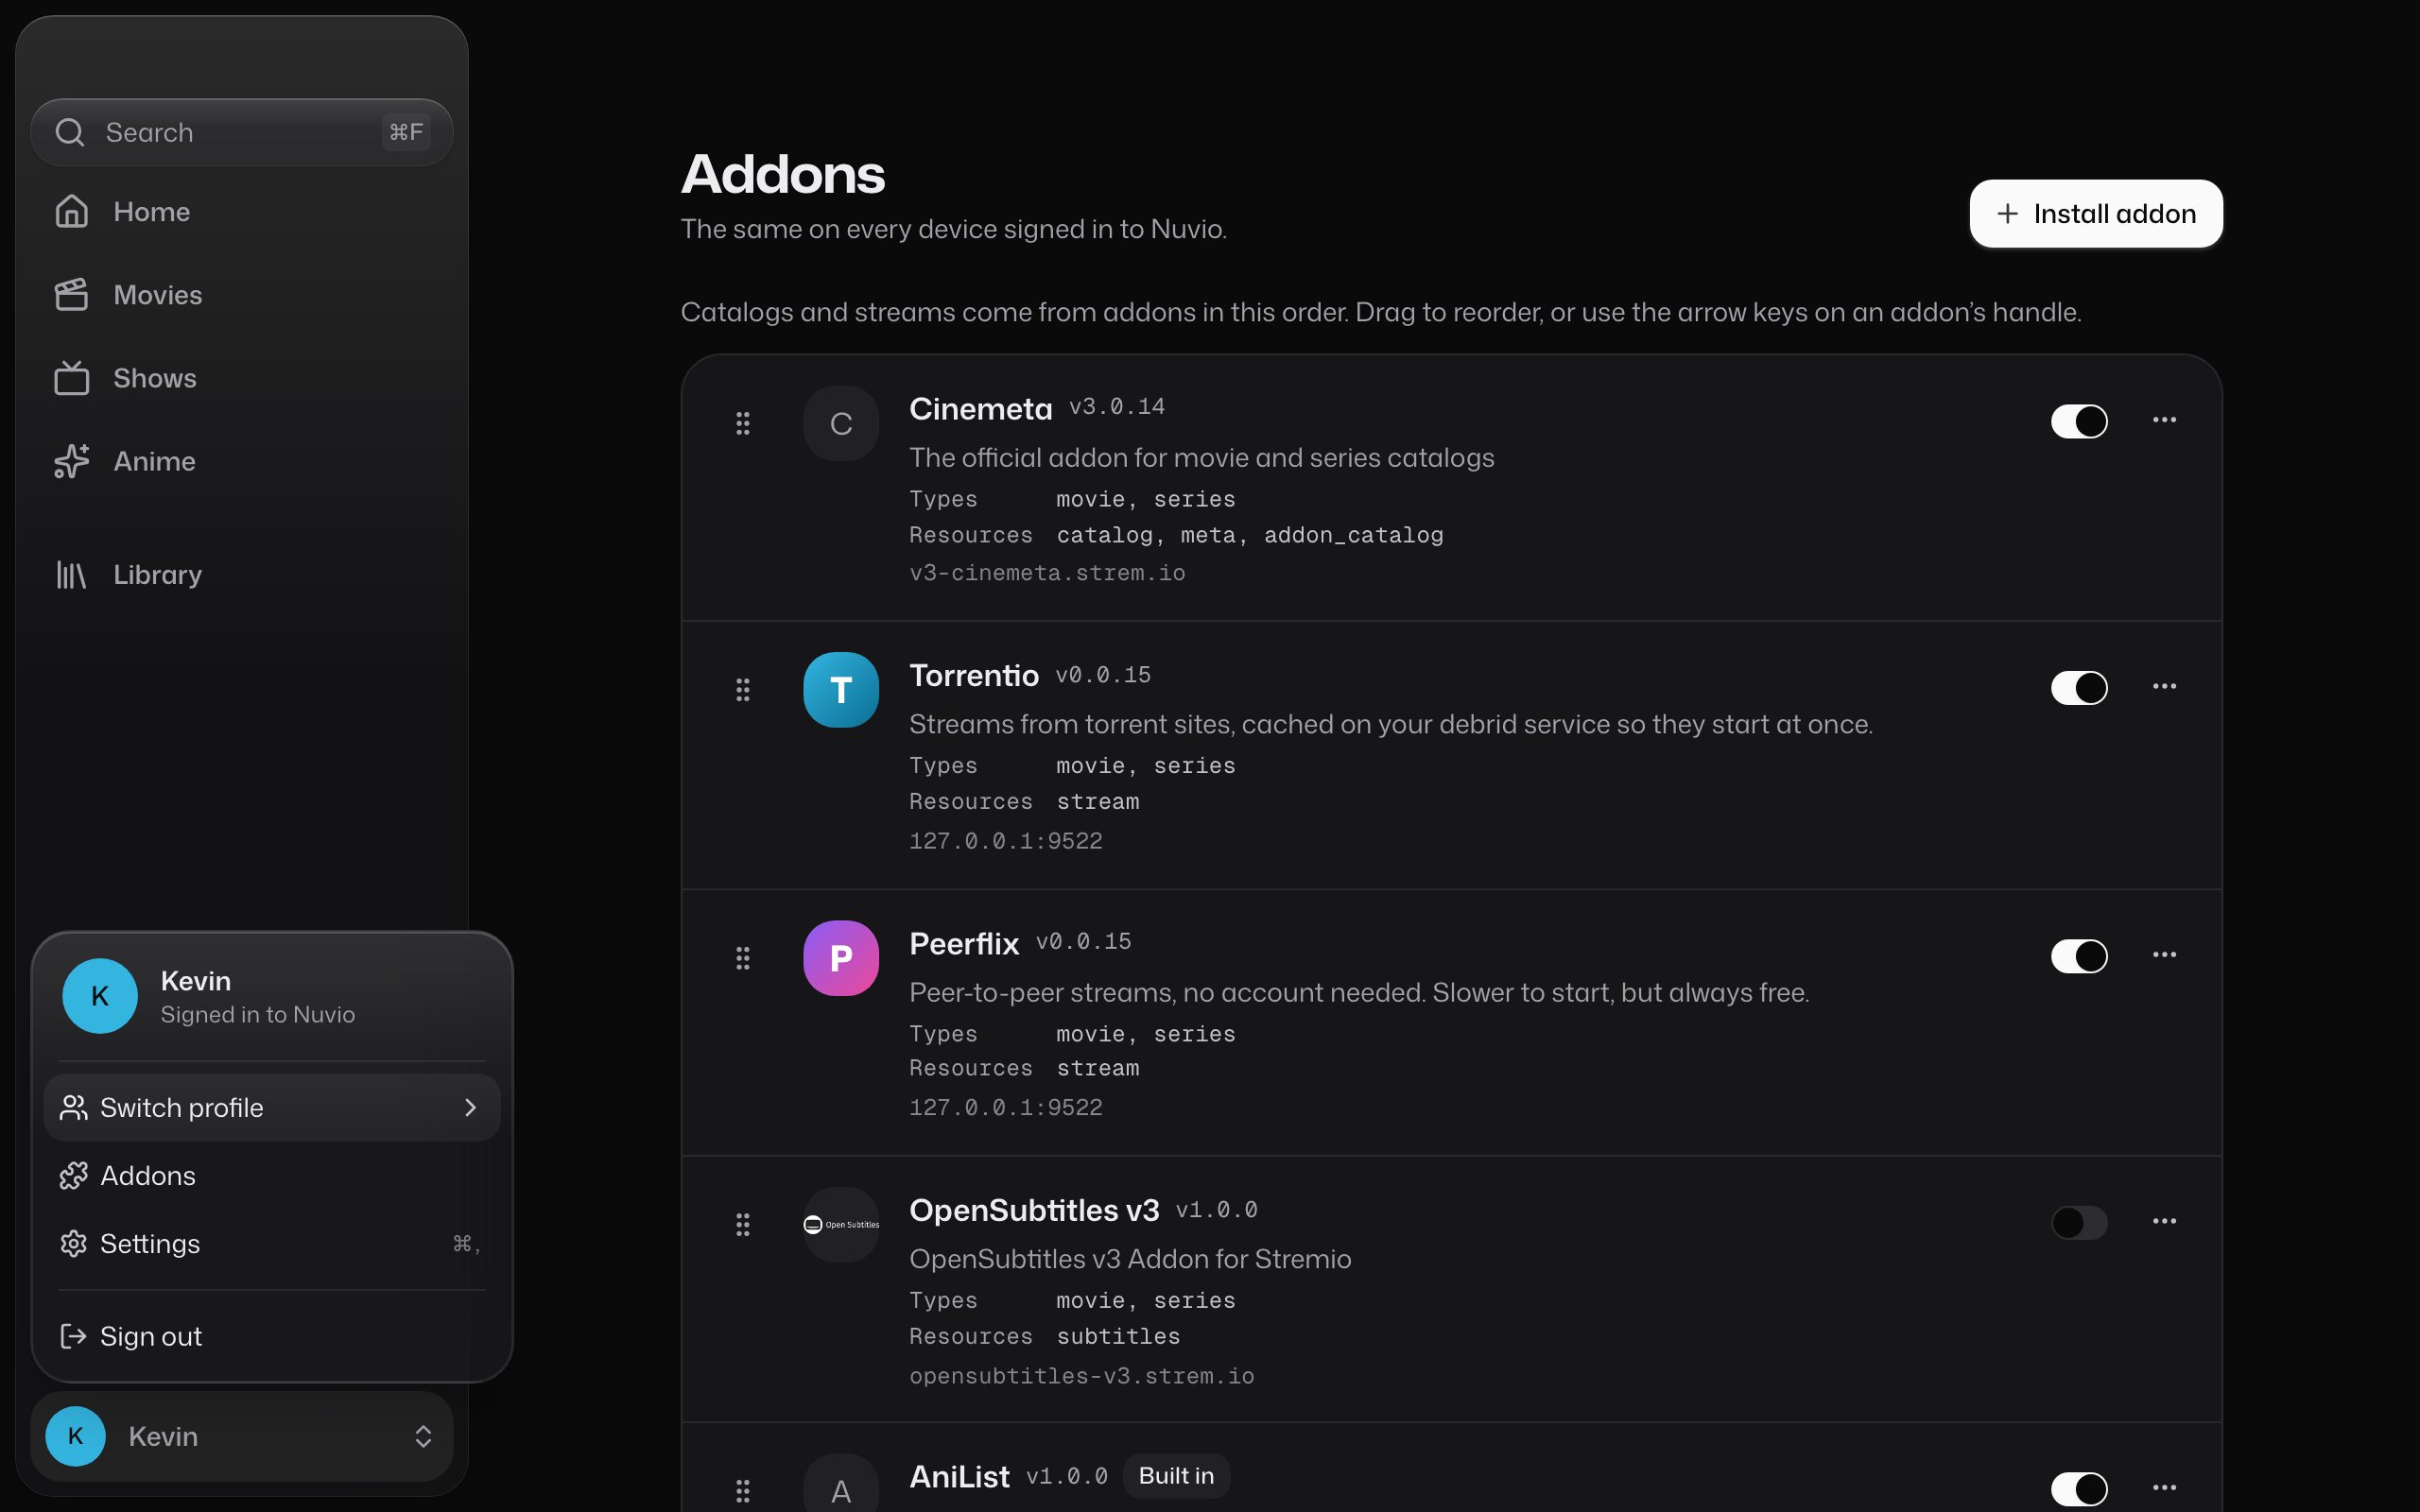 Search ⌘F
Home
Movies
Shows
Anime
Library
K
Kevin
Signed in to Nuvio
Switch profile
Addons
Settings ⌘,
Sign out
K Kevin
Addons
The same on every device signed in to Nuvio.
Install addon
Catalogs and streams come from addons in this order. Drag to reorder, or use the arrow keys on an addon’s handle.
C
Cinemeta v3.0.14
The official addon for movie and series catalogs
Types movie, series
Resources catalog, meta, addon_catalog
v3-cinemeta.strem.io
T
Torrentio v0.0.15
Streams from torrent sites, cached on your debrid service so they start at once.
Types movie, series
Resources stream
127.0.0.1:9522
P
Peerflix v0.0.15
Peer-to-peer streams, no account needed. Slower to start, but always free.
Types movie, series
Resources stream
127.0.0.1:9522
Open Subtitles
OpenSubtitles v3 v1.0.0
OpenSubtitles v3 Addon for Stremio
Types movie, series
Resources subtitles
opensubtitles-v3.strem.io
A
AniList v1.0.0 Built in